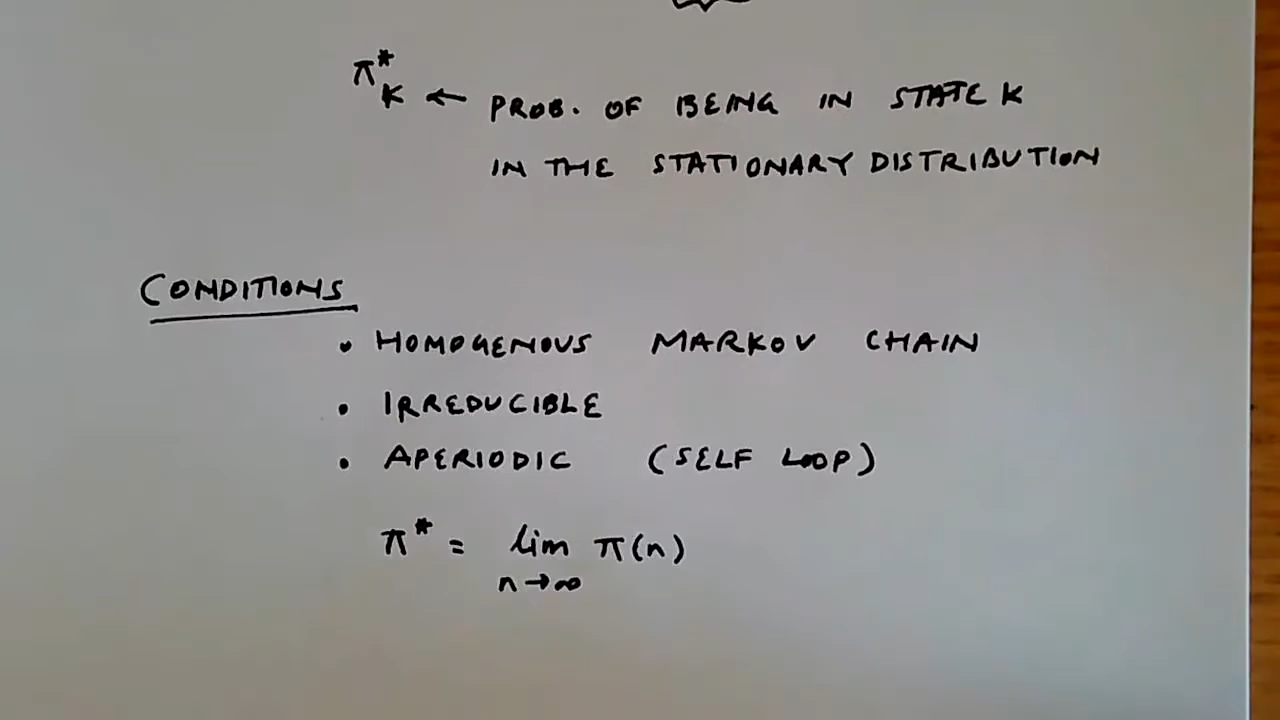 π*
K ← PROB. OF BEING IN STATE K
IN THE STATIONARY DISTRIBUTION
CONDITIONS
• HOMOGENOUS MARKOV CHAIN
• IRREDUCIBLE
• APERIODIC (SELF LOOP)
π* = lim π(n)
n→∞